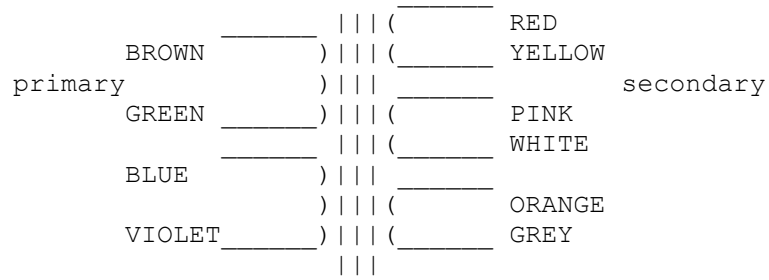 RED
BROWN YELLOW
primary secondary
GREEN PINK
WHITE
BLUE
ORANGE
VIOLET GREY